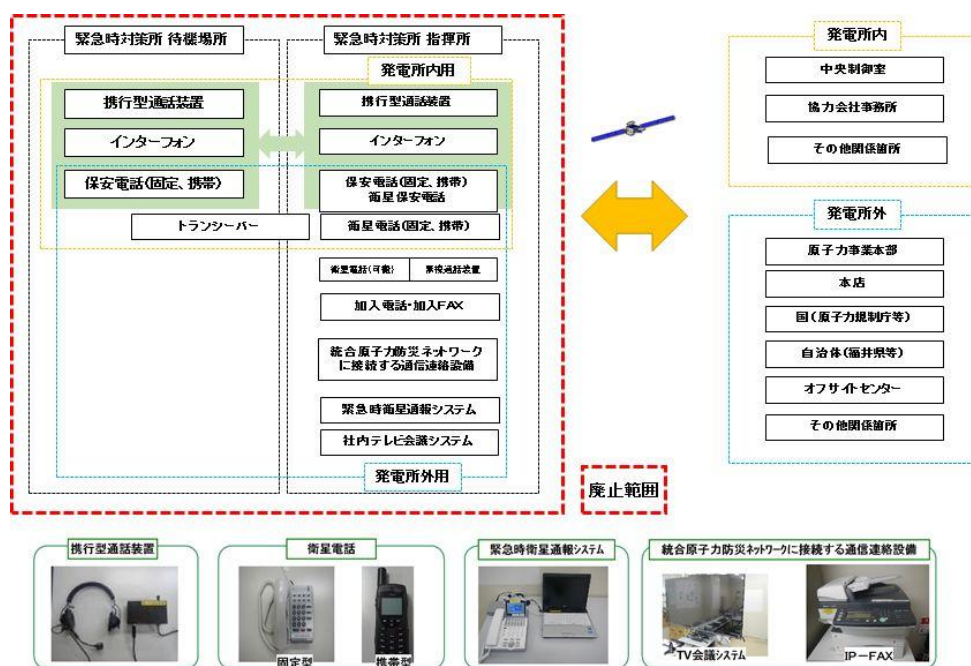 緊急時対策所 待機場所
緊急時対策所 指揮所
発電所内用
携行型通話装置
インターフォン
保安電話(固定、携帯)
携行型通話装置
インターフォン
保安電話(固定、携帯)
衛星保安電話
トランシーバー
衛星電話(固定、携帯)
衛星電話(可搬)
無線通話装置
加入電話・加入FAX
統合原子力防災ネットワーク
に接続する通信連絡設備
緊急時衛星通報システム
社内テレビ会議システム
発電所外用
廃止範囲
発電所内
中央制御室
協力会社事務所
その他関係箇所
発電所外
原子力事業本部
本店
国(原子力規制庁等)
自治体(福井県等)
オフサイトセンター
その他関係箇所
携行型通話装置
衛星電話
固定型
携帯型
緊急時衛星通報システム
統合原子力防災ネットワークに接続する通信連絡設備
TV会議システム
IP-FAX